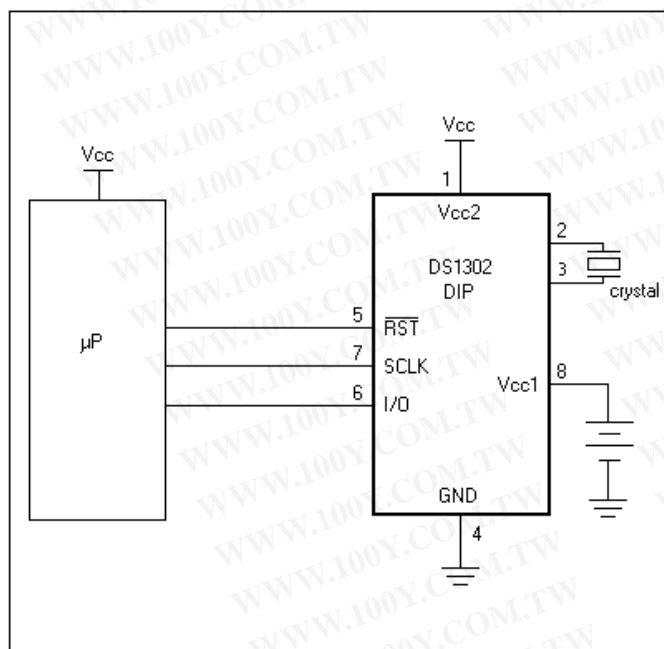 WWW.100Y.COM.TW
Vcc
Vcc
1
Vcc2
2
DS1302
DIP
3
crystal
5
RST
µP
7
SCLK
6
I/O
Vcc1
8
GND
4